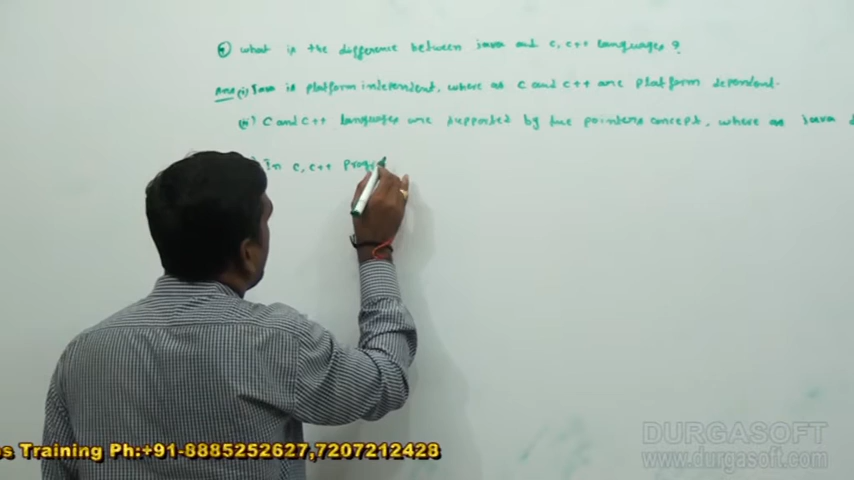 what is the difference between java and c, c++ languages?
Ans (i) Java is platform independent, where as c and c++ are platform dependent.
(ii) c and c++ languages are supported by the pointers concept, where as java d
In c, c++ progr
DURGASOFT
www.durgasoft.com
s Training Ph:+91-8885252627,7207212428